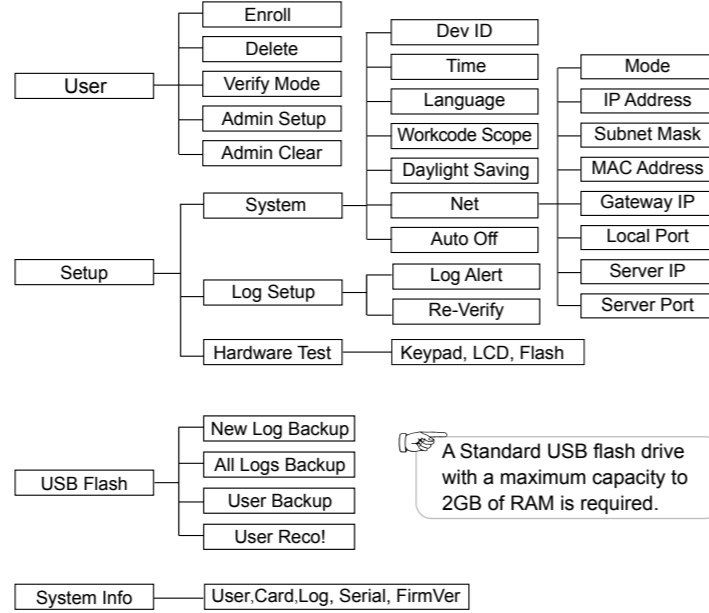 User
Enroll
Delete
Verify Mode
Admin Setup
Admin Clear
Setup
System
Dev ID
Time
Language
Workcode Scope
Daylight Saving
Net
Mode
IP Address
Subnet Mask
MAC Address
Gateway IP
Local Port
Server IP
Server Port
Auto Off
Log Setup
Log Alert
Re-Verify
Hardware Test
Keypad, LCD, Flash
USB Flash
New Log Backup
All Logs Backup
User Backup
User Reco!
A Standard USB flash drive
with a maximum capacity to
2GB of RAM is required.
System Info
User,Card,Log, Serial, FirmVer